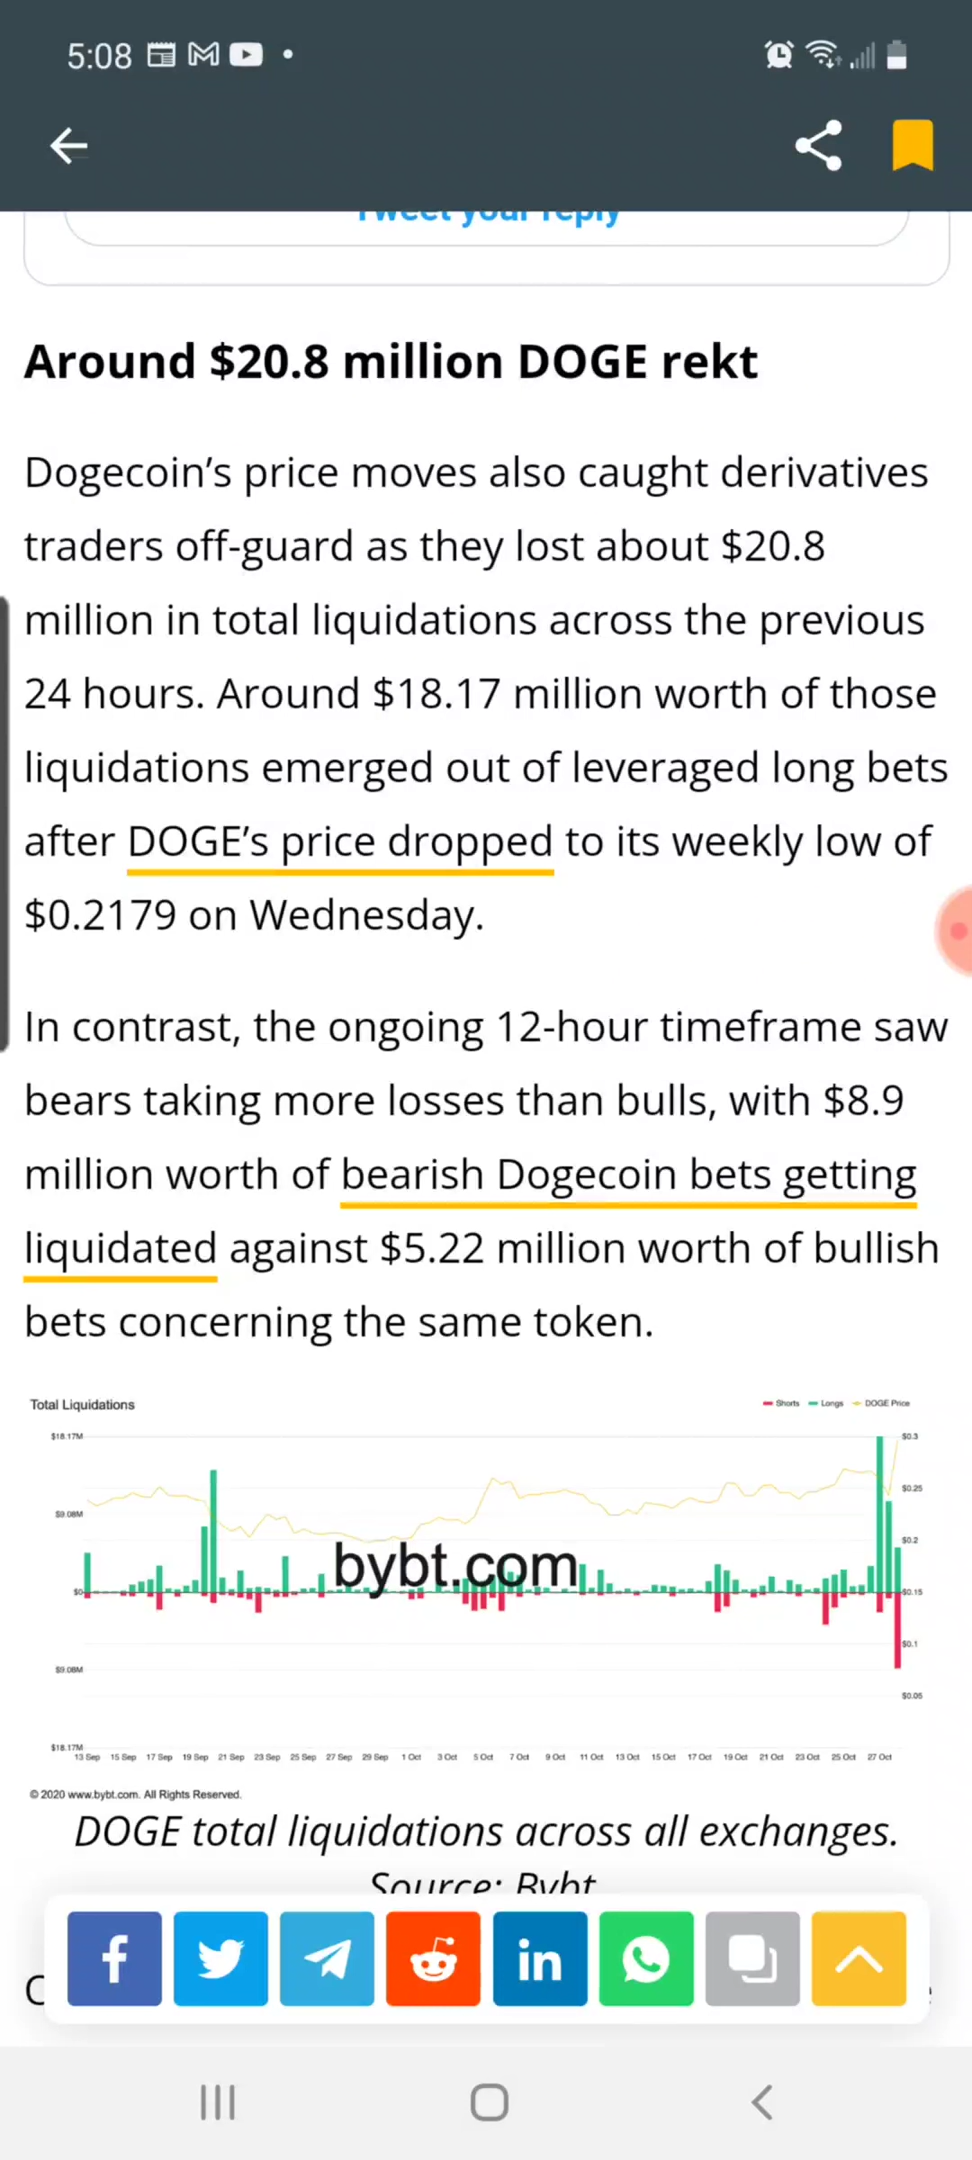 5:08
Tweet your reply
Around $20.8 million DOGE rekt
Dogecoin’s price moves also caught derivatives
traders off-guard as they lost about $20.8
million in total liquidations across the previous
24 hours. Around $18.17 million worth of those
liquidations emerged out of leveraged long bets
after DOGE’s price dropped to its weekly low of
$0.2179 on Wednesday.
In contrast, the ongoing 12-hour timeframe saw
bears taking more losses than bulls, with $8.9
million worth of bearish Dogecoin bets getting
liquidated against $5.22 million worth of bullish
bets concerning the same token.
Total Liquidations
Shorts Longs DOGE Price
$18.17M $0.3
$0.25
$9.08M
$0.2
bybt.com
$0 $0.15
$0.1
$9.08M
$0.05
$18.17M
13 Sep 15 Sep 17 Sep 19 Sep 21 Sep 23 Sep 25 Sep 27 Sep 29 Sep 1 Oct 3 Oct 5 Oct 7 Oct 9 Oct 11 Oct 13 Oct 15 Oct 17 Oct 19 Oct 21 Oct 23 Oct 25 Oct 27 Oct
© 2020 www.bybt.com. All Rights Reserved.
DOGE total liquidations across all exchanges.
Source: Bybt